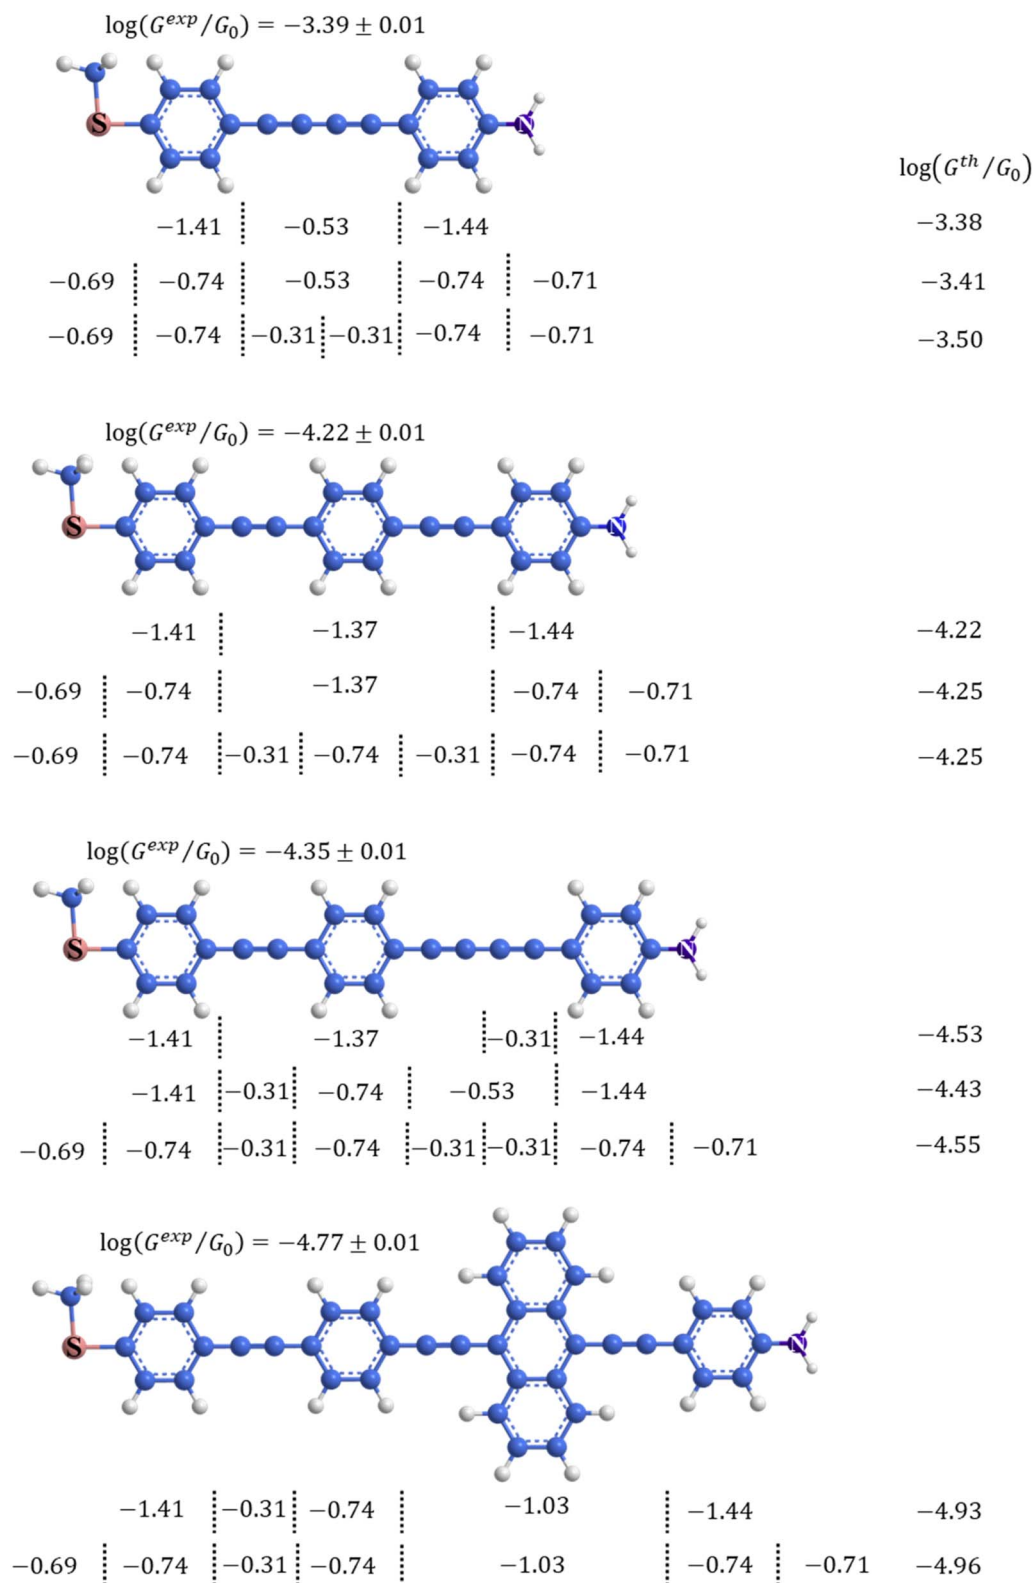 log(G^exp/G₀) = −3.39 ± 0.01
S N
log(G^th/G₀)
−1.41 −0.53 −1.44 −3.38
−0.69 −0.74 −0.53 −0.74 −0.71 −3.41
−0.69 −0.74 −0.31 −0.31 −0.74 −0.71 −3.50
log(G^exp/G₀) = −4.22 ± 0.01
S N
−1.41 −1.37 −1.44 −4.22
−0.69 −0.74 −1.37 −0.74 −0.71 −4.25
−0.69 −0.74 −0.31 −0.74 −0.31 −0.74 −0.71 −4.25
log(G^exp/G₀) = −4.35 ± 0.01
S N
−1.41 −1.37 −0.31 −1.44 −4.53
−1.41 −0.31 −0.74 −0.53 −1.44 −4.43
−0.69 −0.74 −0.31 −0.74 −0.31 −0.31 −0.74 −0.71 −4.55
log(G^exp/G₀) = −4.77 ± 0.01
S N
−1.41 −0.31 −0.74 −1.03 −1.44 −4.93
−0.69 −0.74 −0.31 −0.74 −1.03 −0.74 −0.71 −4.96